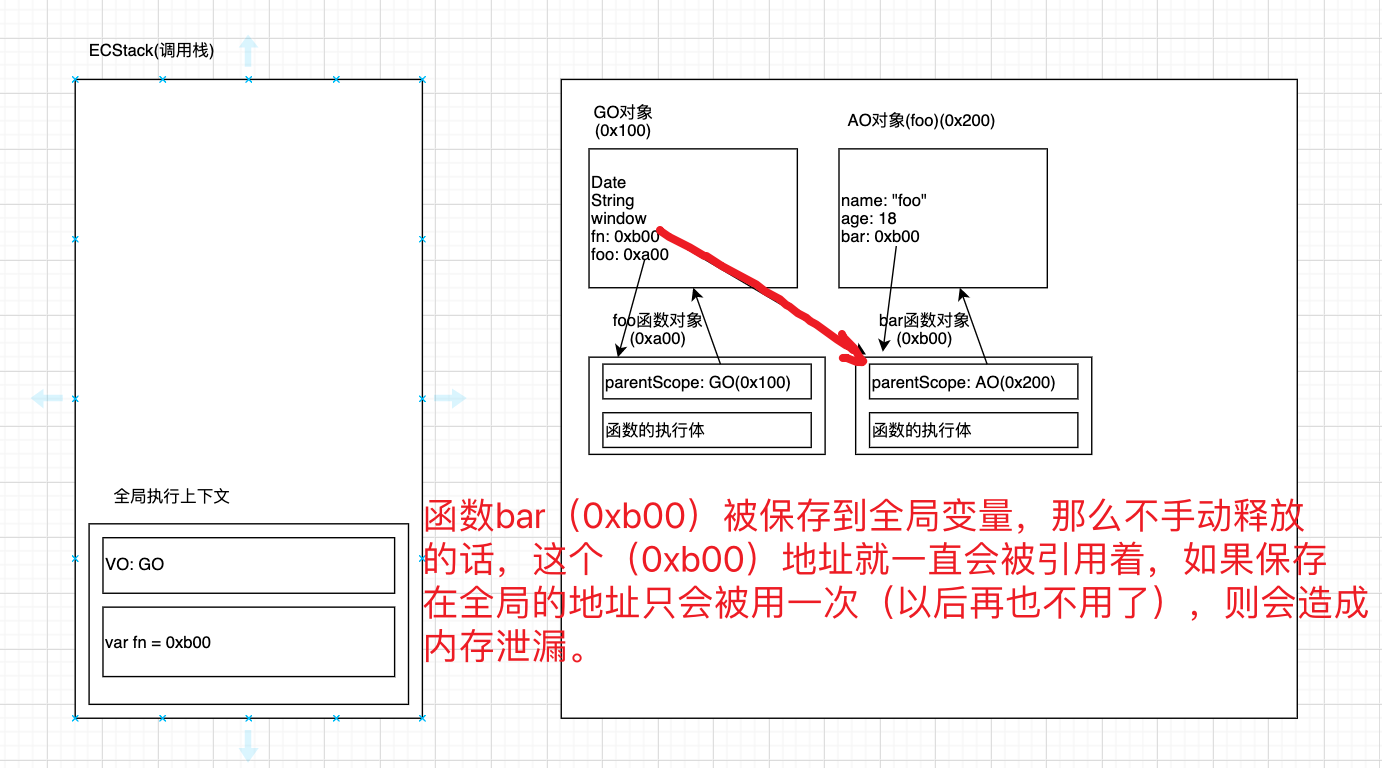 ECStack(调用栈)
全局执行上下文
VO: GO
var fn = 0xb00
GO对象
(0x100)
Date
String
window
fn: 0xb00
foo: 0xa00
AO对象(foo)(0x200)
name: "foo"
age: 18
bar: 0xb00
foo函数对象
(0xa00)
parentScope: GO(0x100)
函数的执行体
bar函数对象
(0xb00)
parentScope: AO(0x200)
函数的执行体
函数bar（0xb00）被保存到全局变量，那么不手动释放
的话，这个（0xb00）地址就一直会被引用着，如果保存
在全局的地址只会被用一次（以后再也不用了），则会造成
内存泄漏。